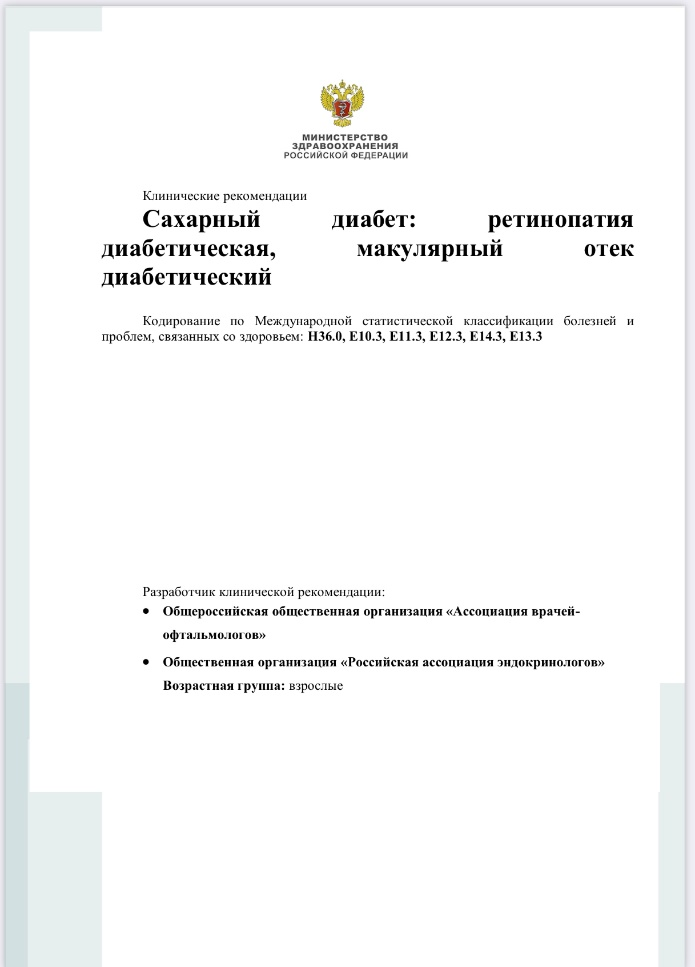 МИНИСТЕРСТВО
ЗДРАВООХРАНЕНИЯ
РОССИЙСКОЙ ФЕДЕРАЦИИ
Клинические рекомендации
Сахарный диабет: ретинопатия
диабетическая, макулярный отек
диабетический
Кодирование по Международной статистической классификации болезней и
проблем, связанных со здоровьем: H36.0, E10.3, E11.3, E12.3, E14.3, E13.3
Разработчик клинической рекомендации:
• Общероссийская общественная организация «Ассоциация врачей-
офтальмологов»
• Общественная организация «Российская ассоциация эндокринологов»
Возрастная группа: взрослые